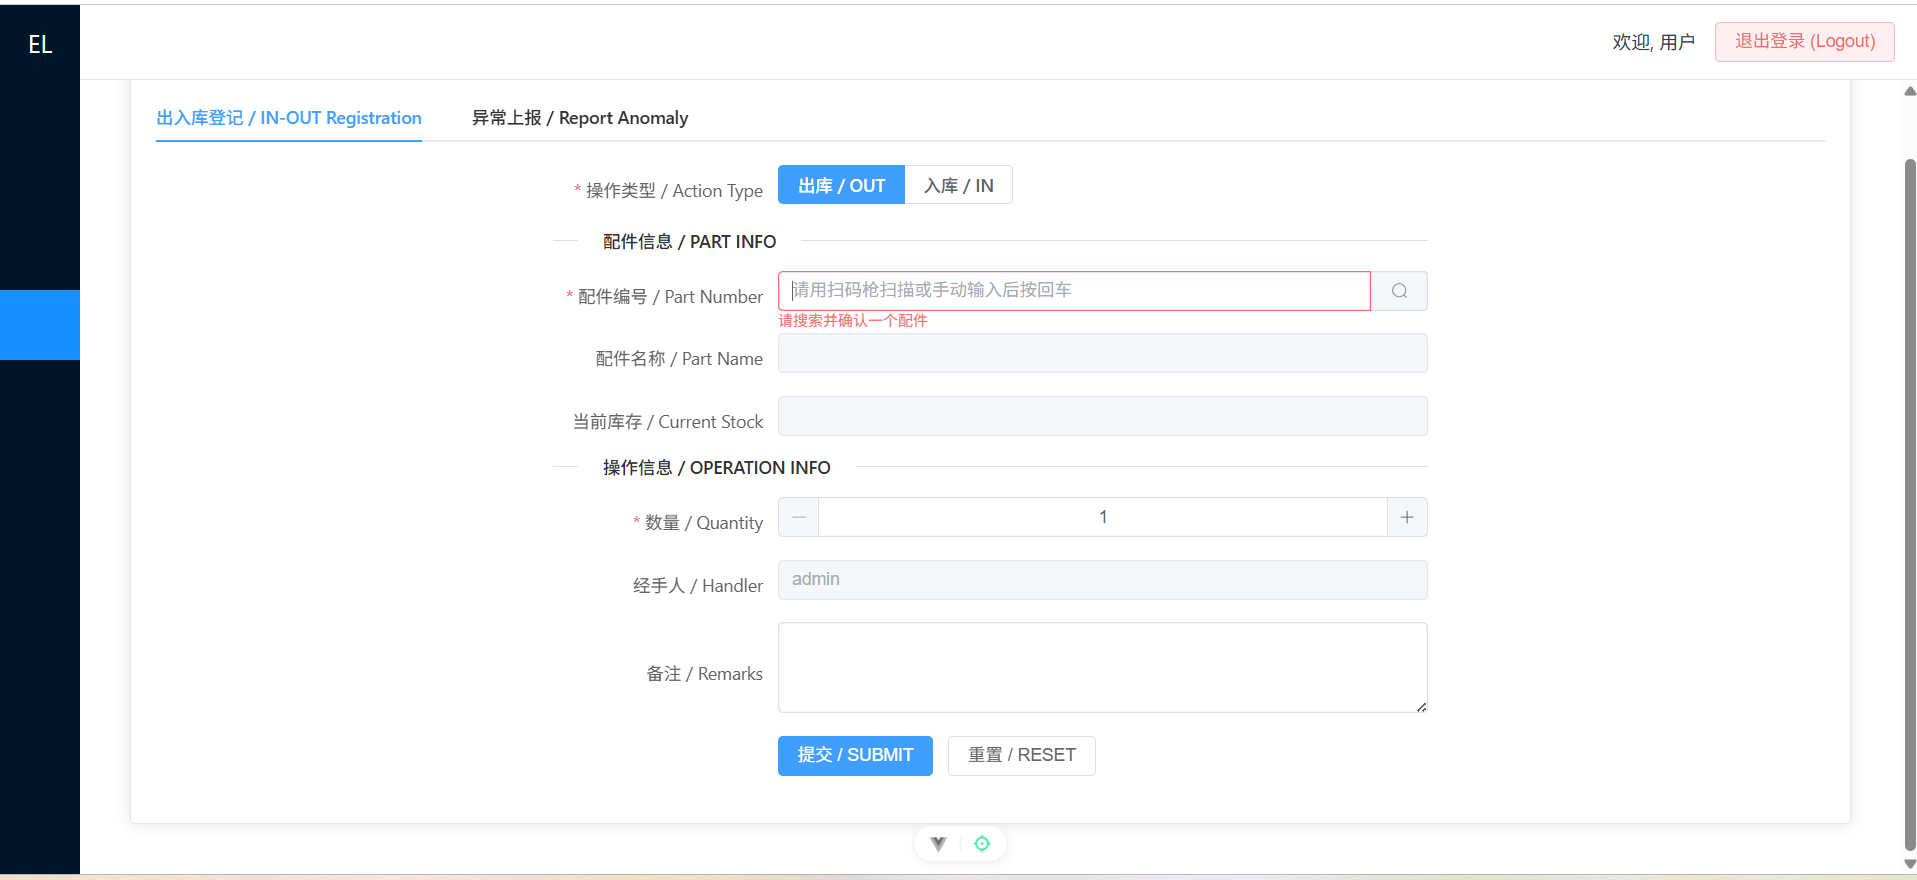 EL
欢迎, 用户
退出登录 (Logout)
出入库登记 / IN-OUT Registration
异常上报 / Report Anomaly
* 操作类型 / Action Type
出库 / OUT
入库 / IN
配件信息 / PART INFO
* 配件编号 / Part Number
请用扫码枪扫描或手动输入后按回车
请搜索并确认一个配件
配件名称 / Part Name
当前库存 / Current Stock
操作信息 / OPERATION INFO
* 数量 / Quantity
1
经手人 / Handler
admin
备注 / Remarks
提交 / SUBMIT
重置 / RESET